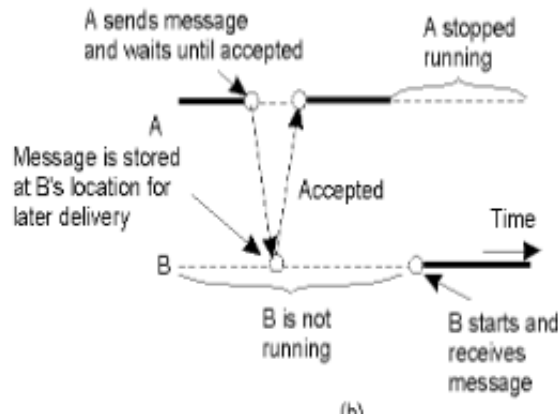 A sends message
and waits until accepted
A stopped
running
A
Message is stored
at B's location for
later delivery
Accepted
Time
B
B is not
running
B starts and
receives
message
(b)